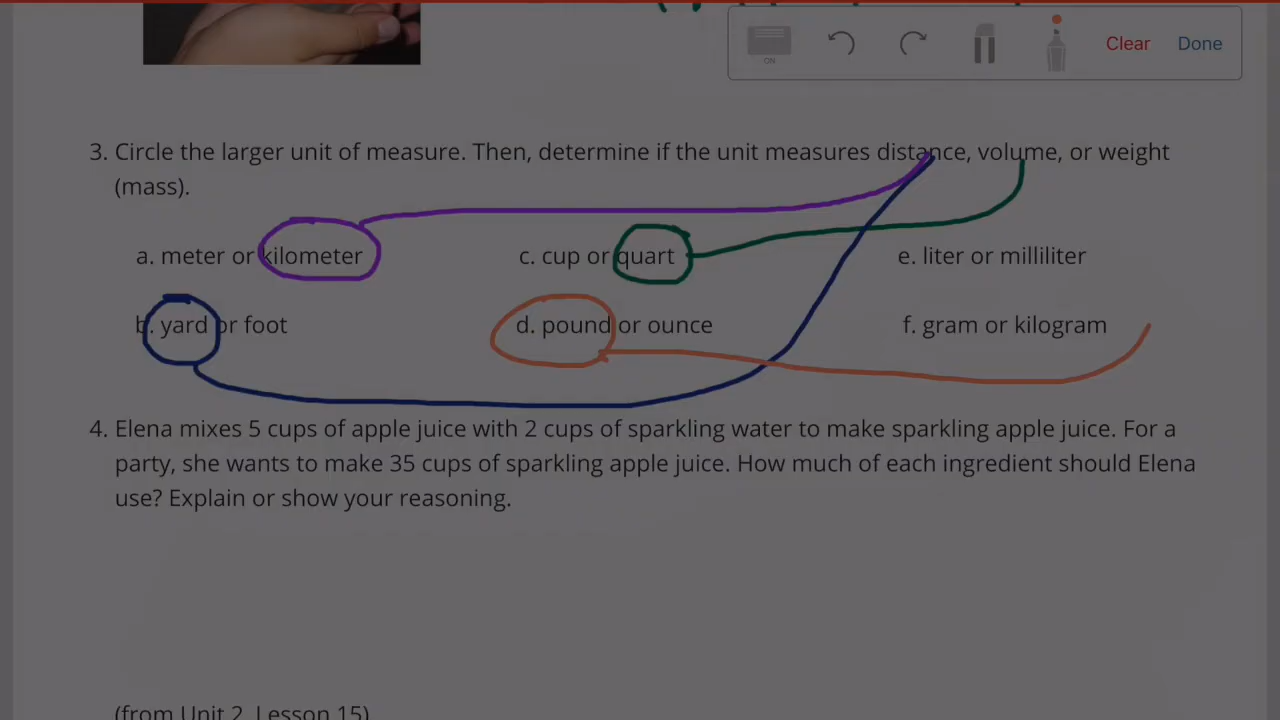 ON
Clear Done
3. Circle the larger unit of measure. Then, determine if the unit measures distance, volume, or weight
(mass).
a. meter or kilometer c. cup or quart e. liter or milliliter
b. yard or foot d. pound or ounce f. gram or kilogram
4. Elena mixes 5 cups of apple juice with 2 cups of sparkling water to make sparkling apple juice. For a
party, she wants to make 35 cups of sparkling apple juice. How much of each ingredient should Elena
use? Explain or show your reasoning.
(from Unit 2, Lesson 15)